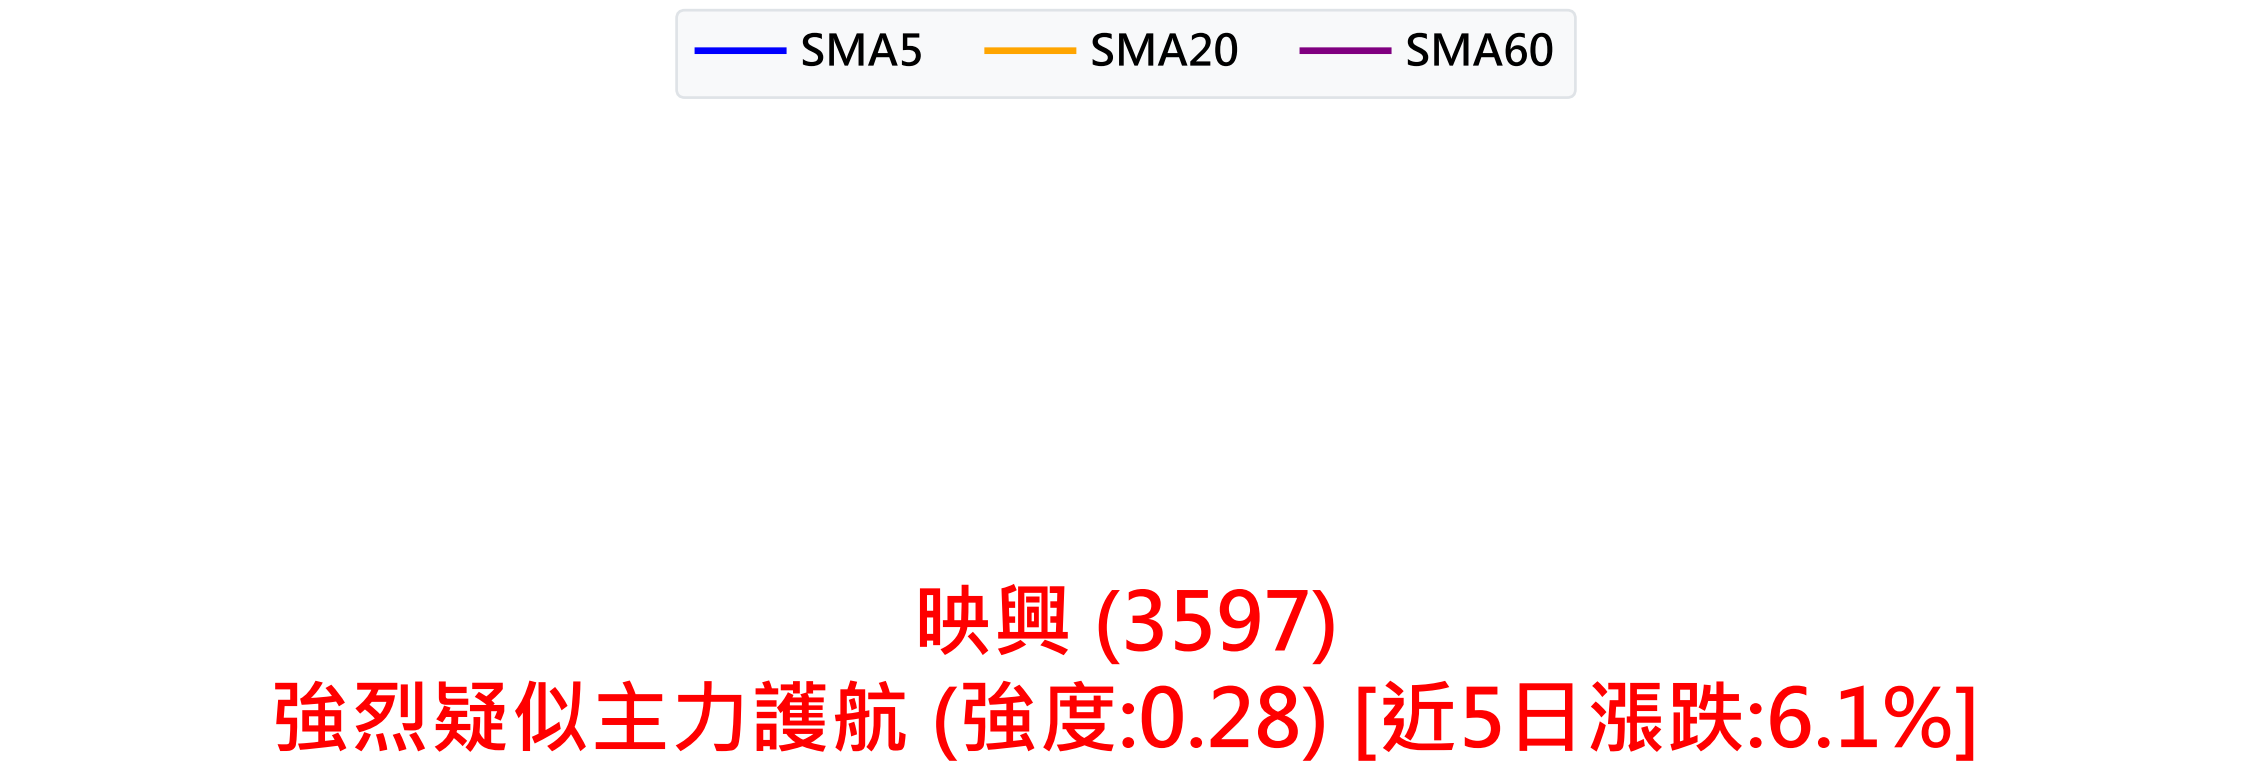 SMA5 SMA20 SMA60
映興 (3597)
強烈疑似主力護航 (強度:0.28) [近5日漲跌:6.1%]